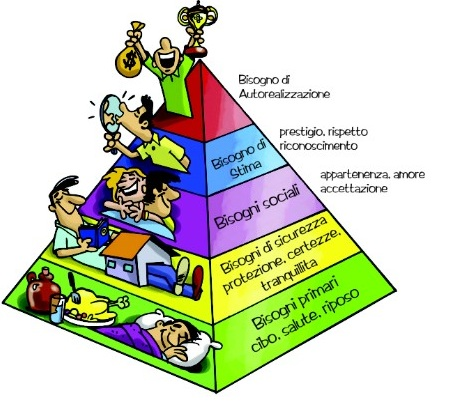 $
Bisogno di
Autorealizzazione
prestigio, rispetto
riconoscimento
Bisogno di
Stima
appartenenza, amore
accettazione
Bisogni sociali
Bisogni di sicurezza
protezione, certezze,
tranquillita
Bisogni primari
cibo, salute, riposo